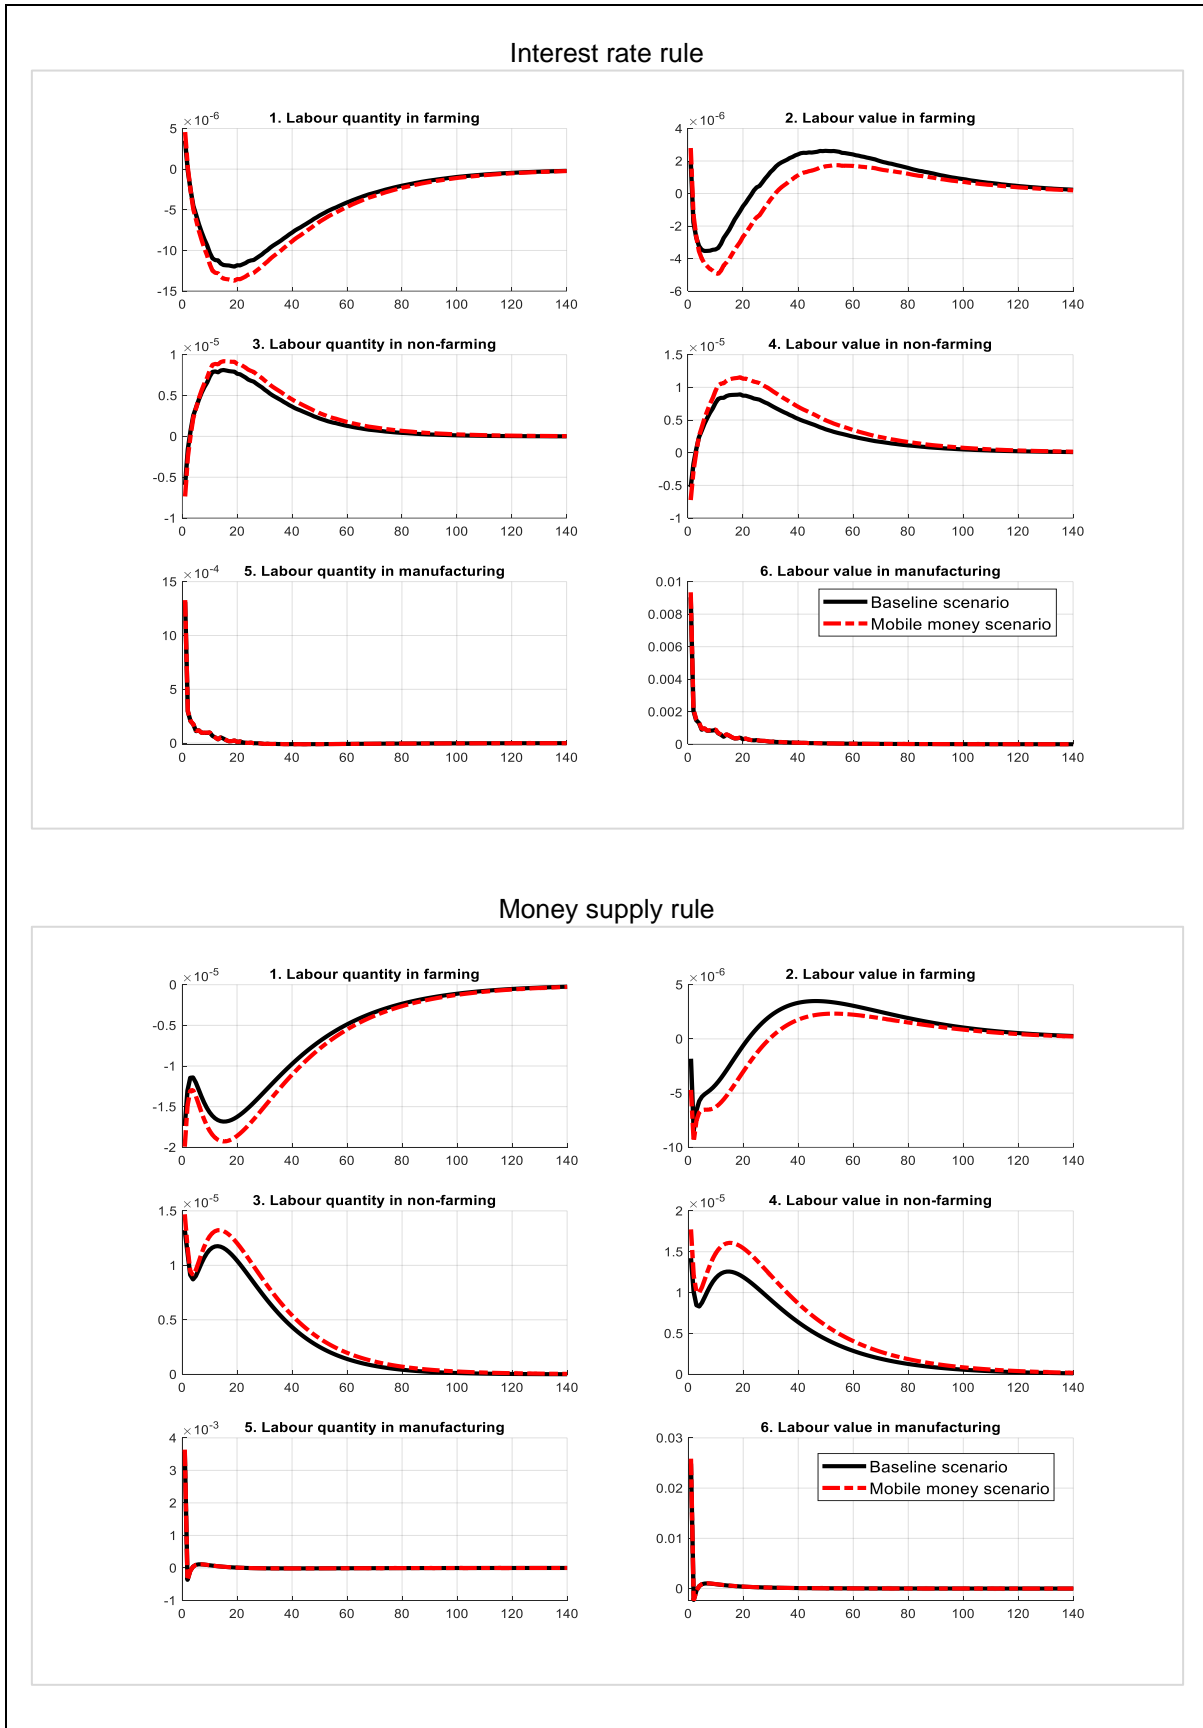 Interest rate rule
1. Labour quantity in farming
×10-6
5
0
-5
-10
-15
0 20 40 60 80 100 120 140
2. Labour value in farming
×10-6
4
2
0
-2
-4
-6
0 20 40 60 80 100 120 140
3. Labour quantity in non-farming
×10-5
1
0.5
0
-0.5
-1
0 20 40 60 80 100 120 140
4. Labour value in non-farming
×10-5
1.5
1
0.5
0
-0.5
-1
0 20 40 60 80 100 120 140
5. Labour quantity in manufacturing
×10-4
15
10
5
0
0 20 40 60 80 100 120 140
6. Labour value in manufacturing
0.01
0.008
0.006
0.004
0.002
0
0 20 40 60 80 100 120 140
Baseline scenario
Mobile money scenario
Money supply rule
1. Labour quantity in farming
×10-5
0
-0.5
-1
-1.5
-2
0 20 40 60 80 100 120 140
2. Labour value in farming
×10-6
5
0
-5
-10
0 20 40 60 80 100 120 140
3. Labour quantity in non-farming
×10-5
1.5
1
0.5
0
0 20 40 60 80 100 120 140
4. Labour value in non-farming
×10-5
2
1.5
1
0.5
0
0 20 40 60 80 100 120 140
5. Labour quantity in manufacturing
×10-3
4
3
2
1
0
-1
0 20 40 60 80 100 120 140
6. Labour value in manufacturing
0.03
0.02
0.01
0
0 20 40 60 80 100 120 140
Baseline scenario
Mobile money scenario